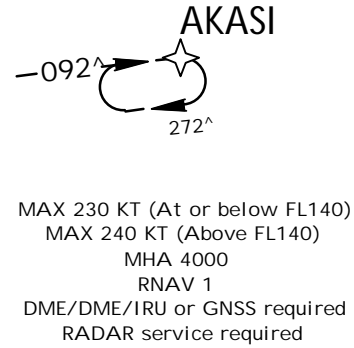 AKASI
092^
272^
MAX 230 KT (At or below FL140)
MAX 240 KT (Above FL140)
MHA 4000
RNAV 1
DME/DME/IRU or GNSS required
RADAR service required